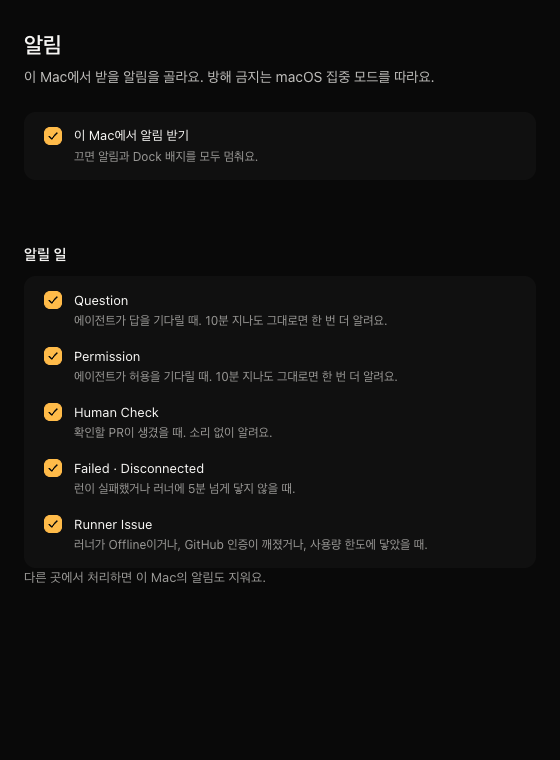 알림
이 Mac에서 받을 알림을 골라요. 방해 금지는 macOS 집중 모드를 따라요.
이 Mac에서 알림 받기
끄면 알림과 Dock 배지를 모두 멈춰요.
알릴 일
Question
에이전트가 답을 기다릴 때. 10분 지나도 그대로면 한 번 더 알려요.
Permission
에이전트가 허용을 기다릴 때. 10분 지나도 그대로면 한 번 더 알려요.
Human Check
확인할 PR이 생겼을 때. 소리 없이 알려요.
Failed · Disconnected
런이 실패했거나 러너에 5분 넘게 닿지 않을 때.
Runner Issue
러너가 Offline이거나, GitHub 인증이 깨졌거나, 사용량 한도에 닿았을 때.
다른 곳에서 처리하면 이 Mac의 알림도 지워요.